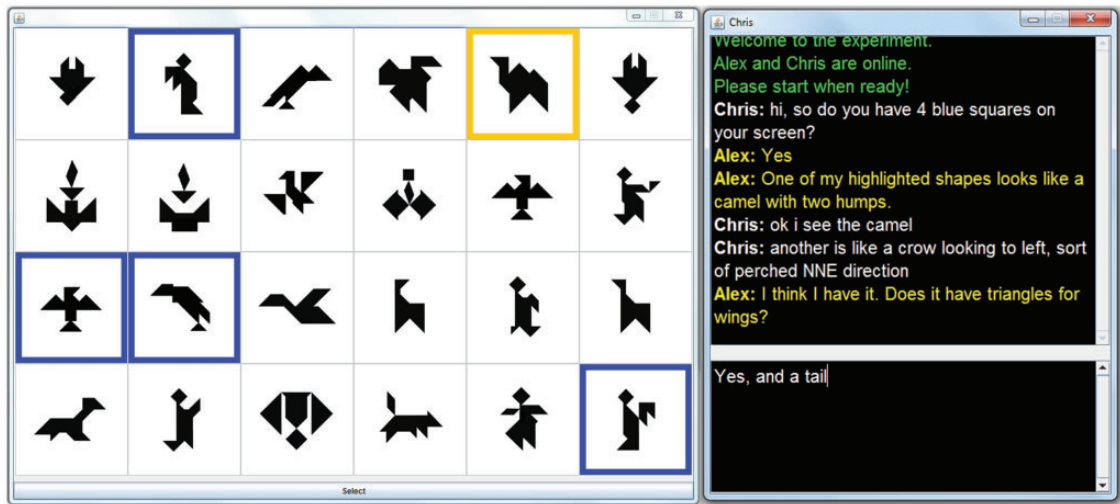 Select
Chris
Welcome to the experiment.
Alex and Chris are online.
Please start when ready!
Chris: hi, so do you have 4 blue squares on
your screen?
Alex: Yes
Alex: One of my highlighted shapes looks like a
camel with two humps.
Chris: ok i see the camel
Chris: another is like a crow looking to left, sort
of perched NNE direction
Alex: I think I have it. Does it have triangles for
wings?
Yes, and a tail